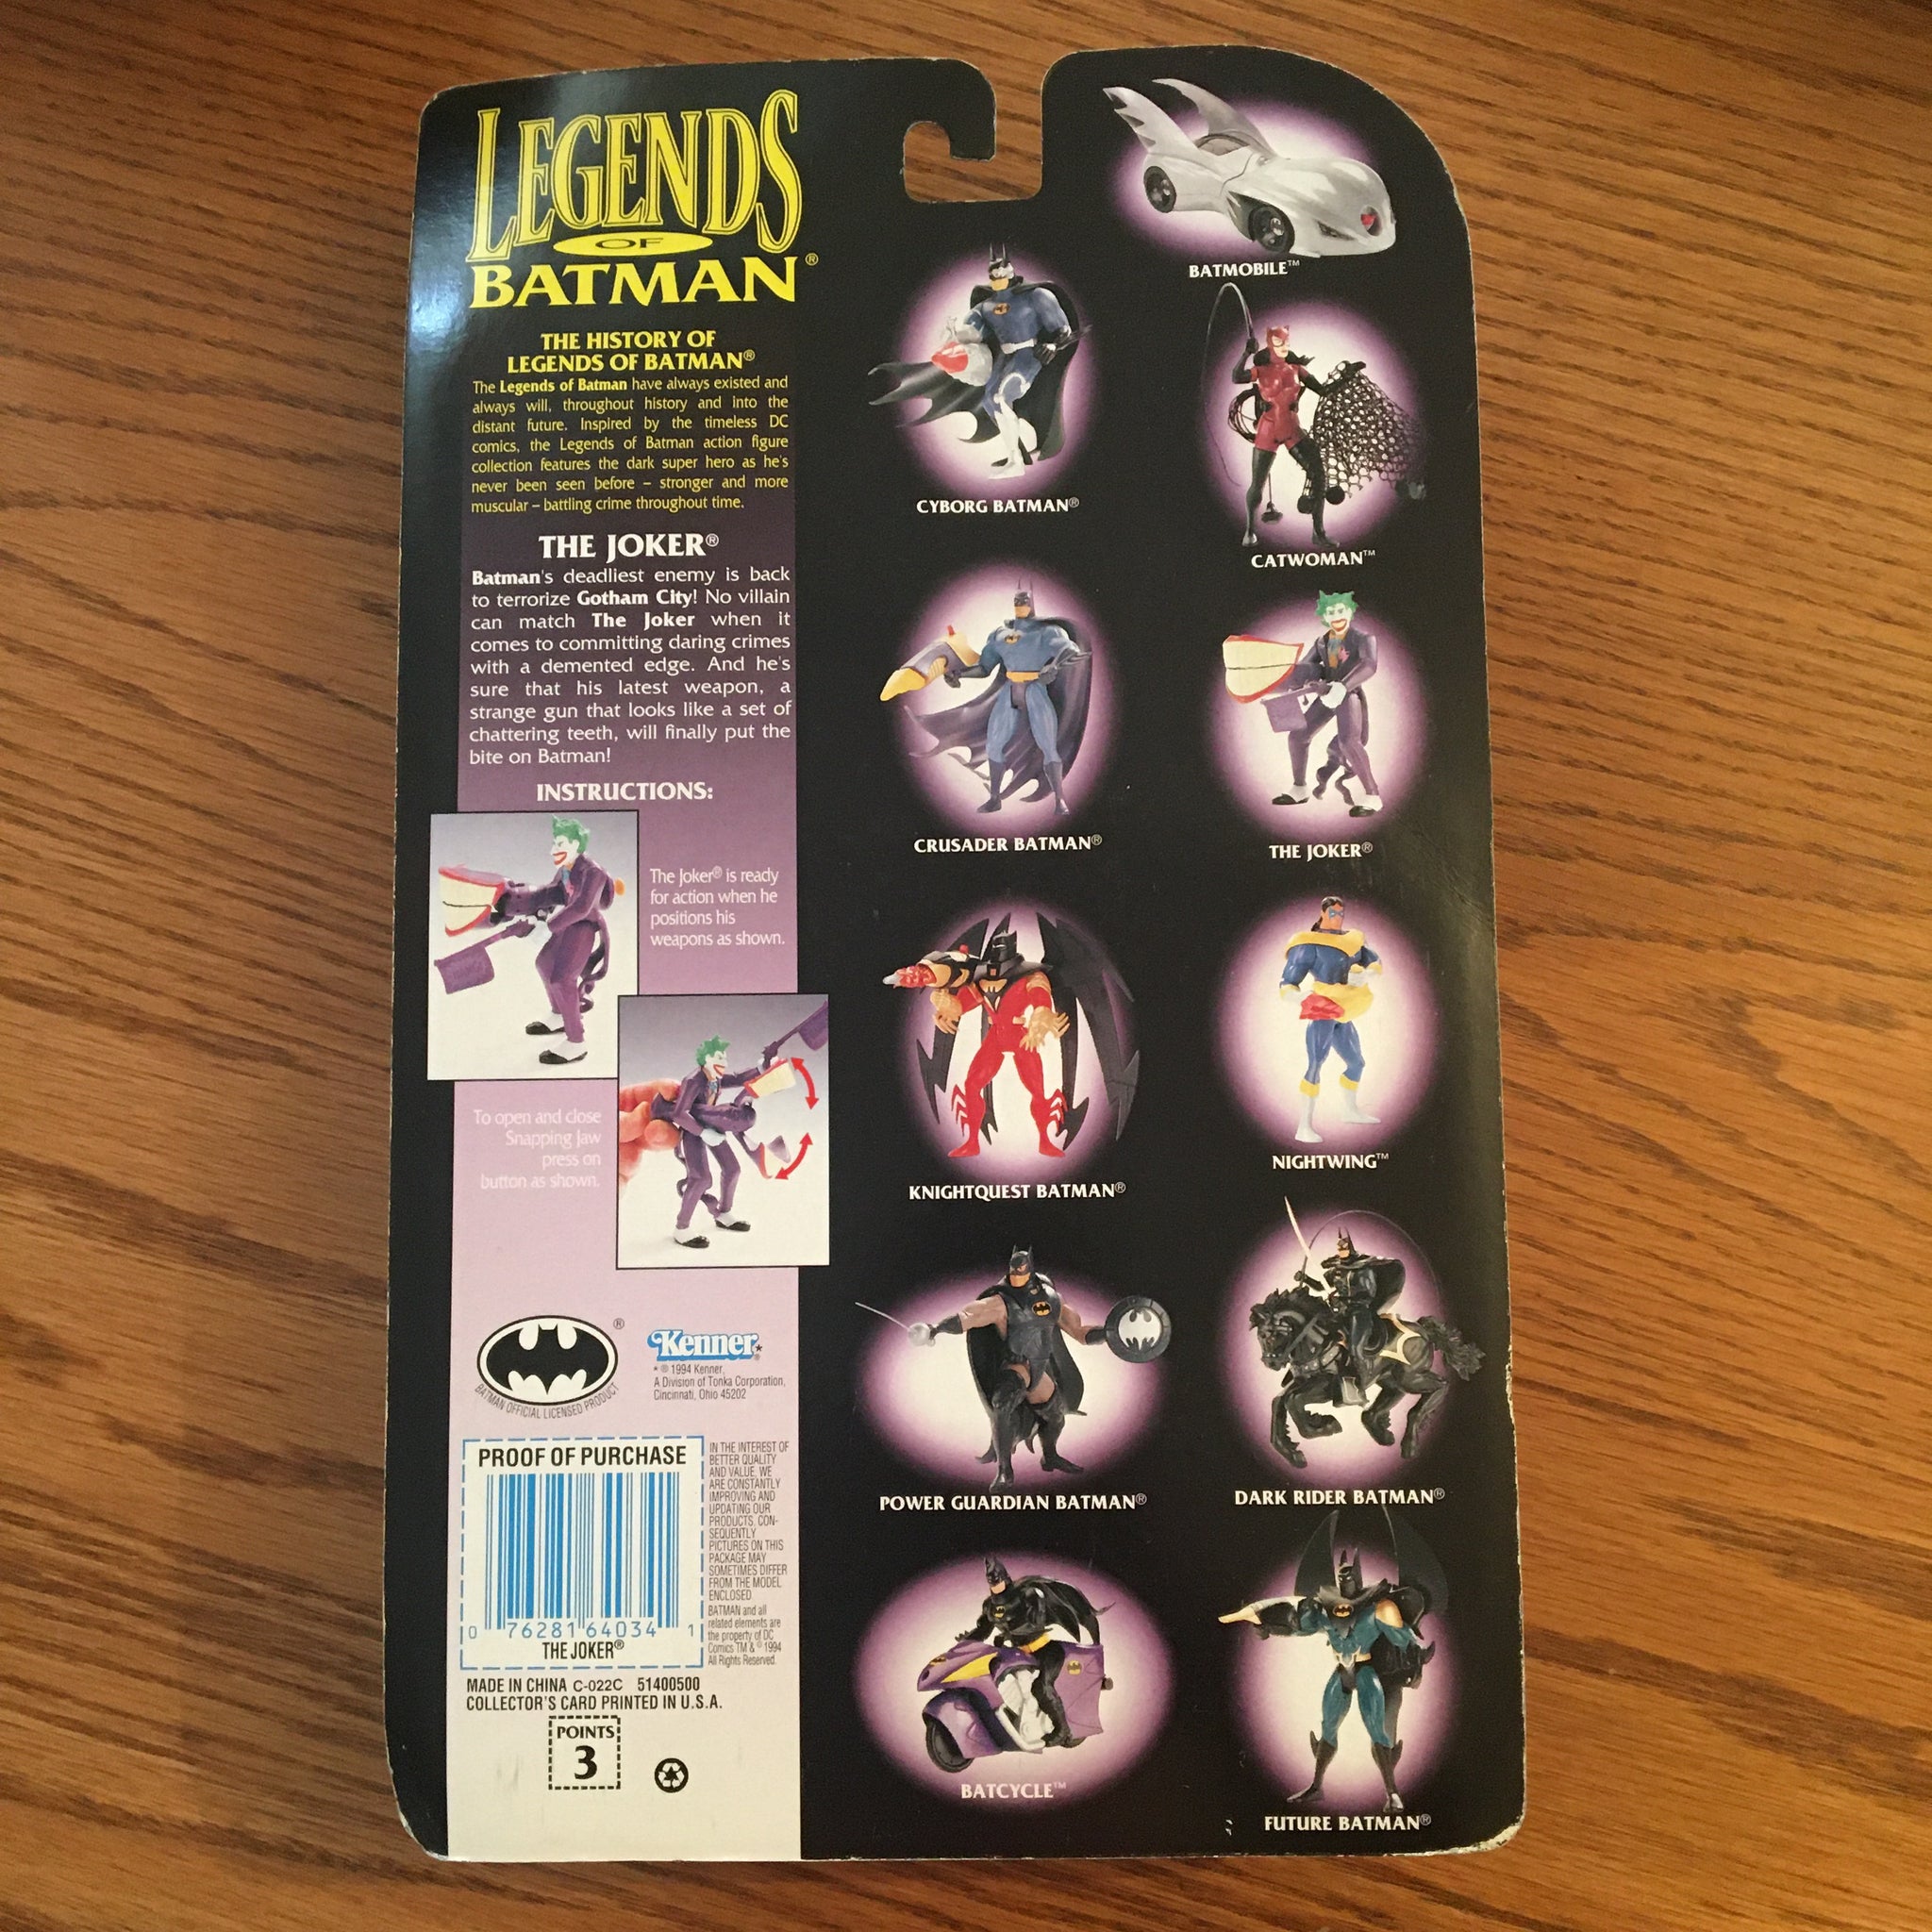 LEGENDS
OF
BATMAN®
THE HISTORY OF
LEGENDS OF BATMAN®
The Legends of Batman have always existed and
always will, throughout history and into the
distant future. Inspired by the timeless DC
comics, the Legends of Batman action figure
collection features the dark super hero as he's
never been seen before – stronger and more
muscular – battling crime throughout time.
THE JOKER®
Batman's deadliest enemy is back
to terrorize Gotham City! No villain
can match The Joker when it
comes to committing daring crimes
with a demented edge. And he's
sure that his latest weapon, a
strange gun that looks like a set of
chattering teeth, will finally put the
bite on Batman!
INSTRUCTIONS:
The Joker® is ready
for action when he
positions his
weapons as shown.
To open and close
Snapping Jaw
press on
button as shown.
®
BATMAN OFFICIAL LICENSED PRODUCT
Kenner*
* ® 1994 Kenner,
A Division of Tonka Corporation,
Cincinnati, Ohio 45202
PROOF OF PURCHASE
0 76281 64034 1
THE JOKER®
IN THE INTEREST OF
BETTER QUALITY
AND VALUE, WE
ARE CONSTANTLY
IMPROVING AND
UPDATING OUR
PRODUCTS. CON-
SEQUENTLY
PICTURES ON THIS
PACKAGE MAY
SOMETIMES DIFFER
FROM THE MODEL
ENCLOSED.
BATMAN and all
related elements are
the property of DC
Comics TM & © 1994
All Rights Reserved.
MADE IN CHINA C-022C 51400500
COLLECTOR'S CARD PRINTED IN U.S.A.
POINTS
3
BATMOBILE™
CYBORG BATMAN®
CATWOMAN™
CRUSADER BATMAN®
THE JOKER®
KNIGHTQUEST BATMAN®
NIGHTWING™
POWER GUARDIAN BATMAN®
DARK RIDER BATMAN®
BATCYCLE™
FUTURE BATMAN®